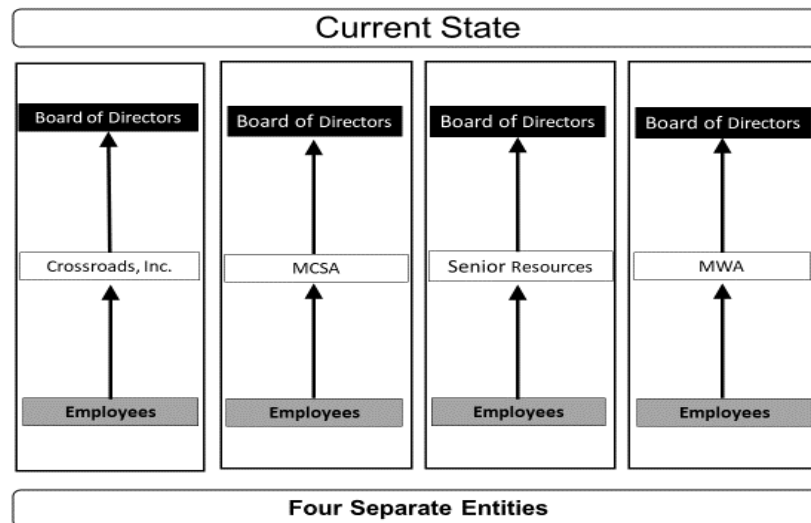 Current State
Board of Directors
Board of Directors
Board of Directors
Board of Directors
Crossroads, Inc.
MCSA
Senior Resources
MWA
Employees
Employees
Employees
Employees
Four Separate Entities